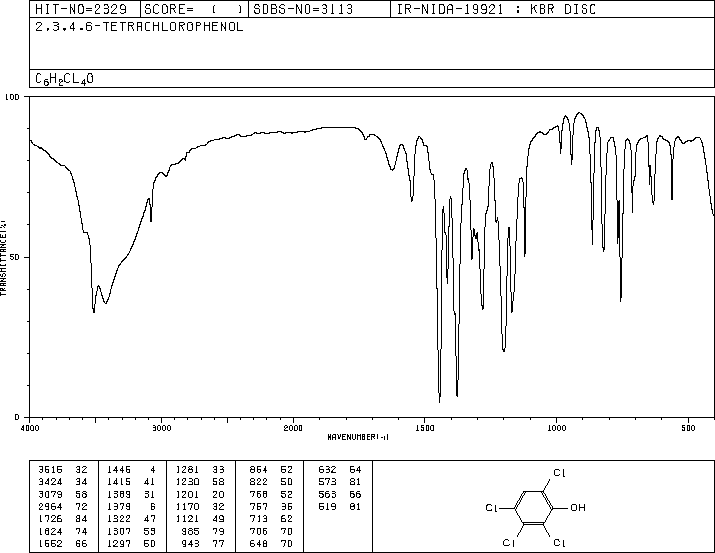 HIT-NO=2329 SCORE= ( ) SDBS-NO=3113 IR-NIDA-19921 : KBR DISC
2,3,4,6-TETRACHLOROPHENOL
C6H2CL4O
100
TRANSMITTANCE(%)
50
0
4000 3000 2000 1500 1000 500
WAVENUMBER(-1)
3515 32 1446 4 1281 33 864 52 632 64
3424 34 1415 41 1230 58 822 50 573 81
3079 58 1389 31 1201 20 768 52 563 66
2964 72 1379 6 1170 32 757 36 519 81
1726 84 1322 47 1121 49 713 62
1624 74 1307 53 985 79 706 70
1552 66 1297 50 943 77 648 70
Cl
Cl OH
Cl Cl